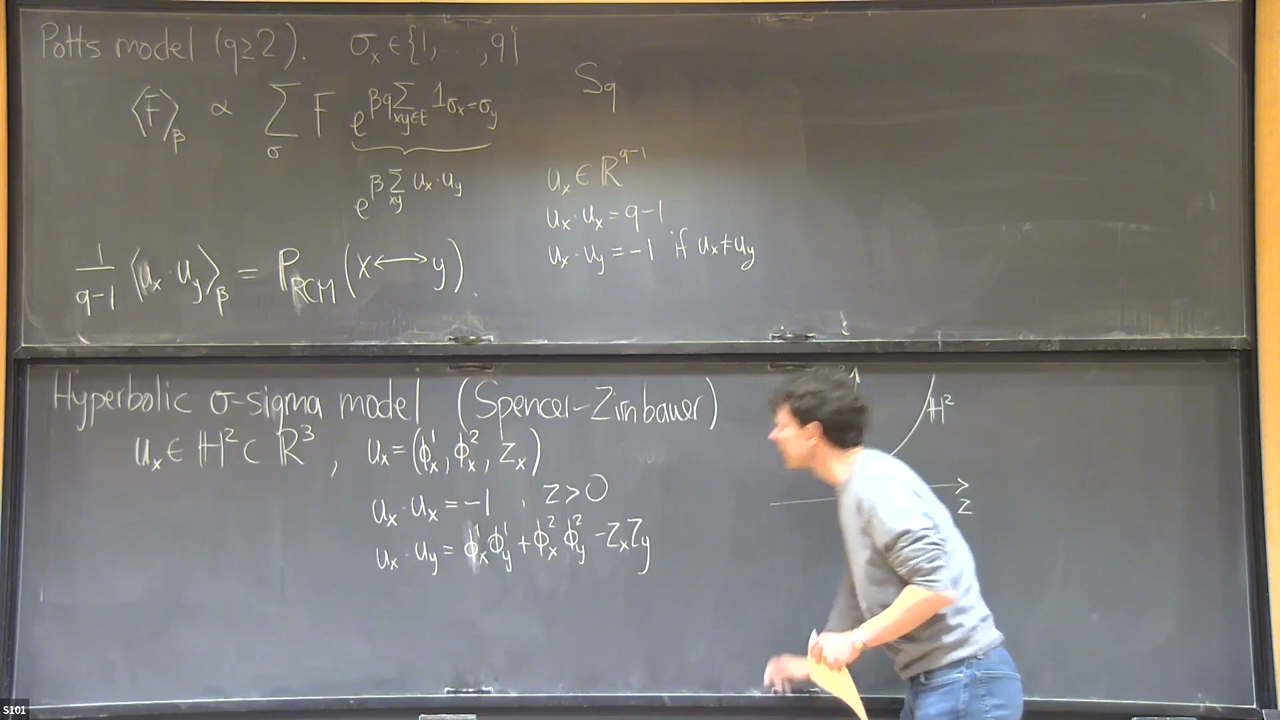 Potts model (q≥2). σ_x ∈ {1, ..., q}
S_q
⟨F⟩_β ∝ ∑_σ F e^{βq ∑_{xy∈E} 1_{σ_x=σ_y}}
e^{β ∑_{xy} u_x·u_y}
u_x ∈ ℝ^{q-1}
u_x·u_x = q-1
u_x·u_y = -1 if u_x≠u_y
1/(q-1) ⟨u_x·u_y⟩_β = P_{RCM}(x⟷y).
Hyperbolic σ-sigma model (Spencer-Zirnbauer)
u_x ∈ ℍ² ⊂ ℝ³, u_x = (ϕ_x^1, ϕ_x^2, z_x)
u_x·u_x = -1, z>0
u_x·u_y = ϕ_x^1 ϕ_y^1 + ϕ_x^2 ϕ_y^2 - z_x z_y
ℍ²
z
S101